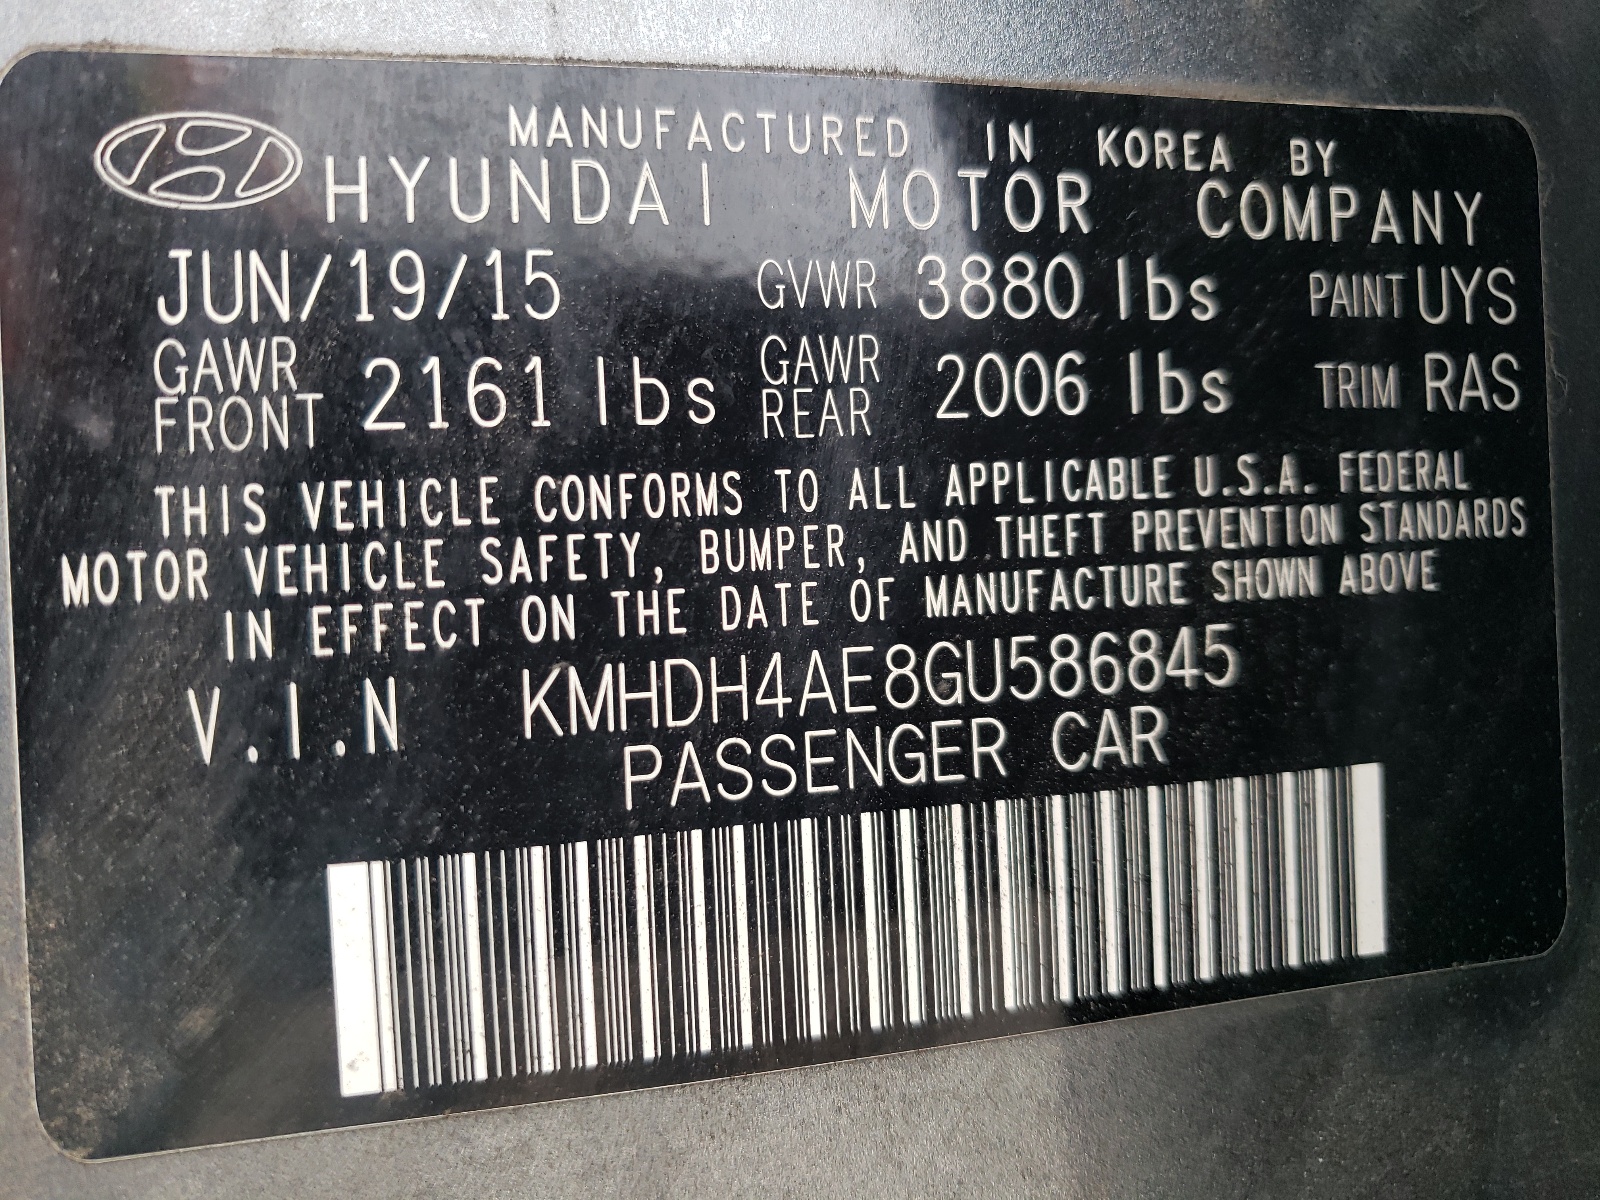 MANUFACTURED IN KOREA BY
HYUNDAI MOTOR COMPANY
JUN/19/15 GVWR 3880 lbs PAINT UYS
GAWR FRONT 2161 lbs GAWR REAR 2006 lbs TRIM RAS
THIS VEHICLE CONFORMS TO ALL APPLICABLE U.S.A. FEDERAL
MOTOR VEHICLE SAFETY, BUMPER, AND THEFT PREVENTION STANDARDS
IN EFFECT ON THE DATE OF MANUFACTURE SHOWN ABOVE
V.I.N KMHDH4AE8GU586845
PASSENGER CAR